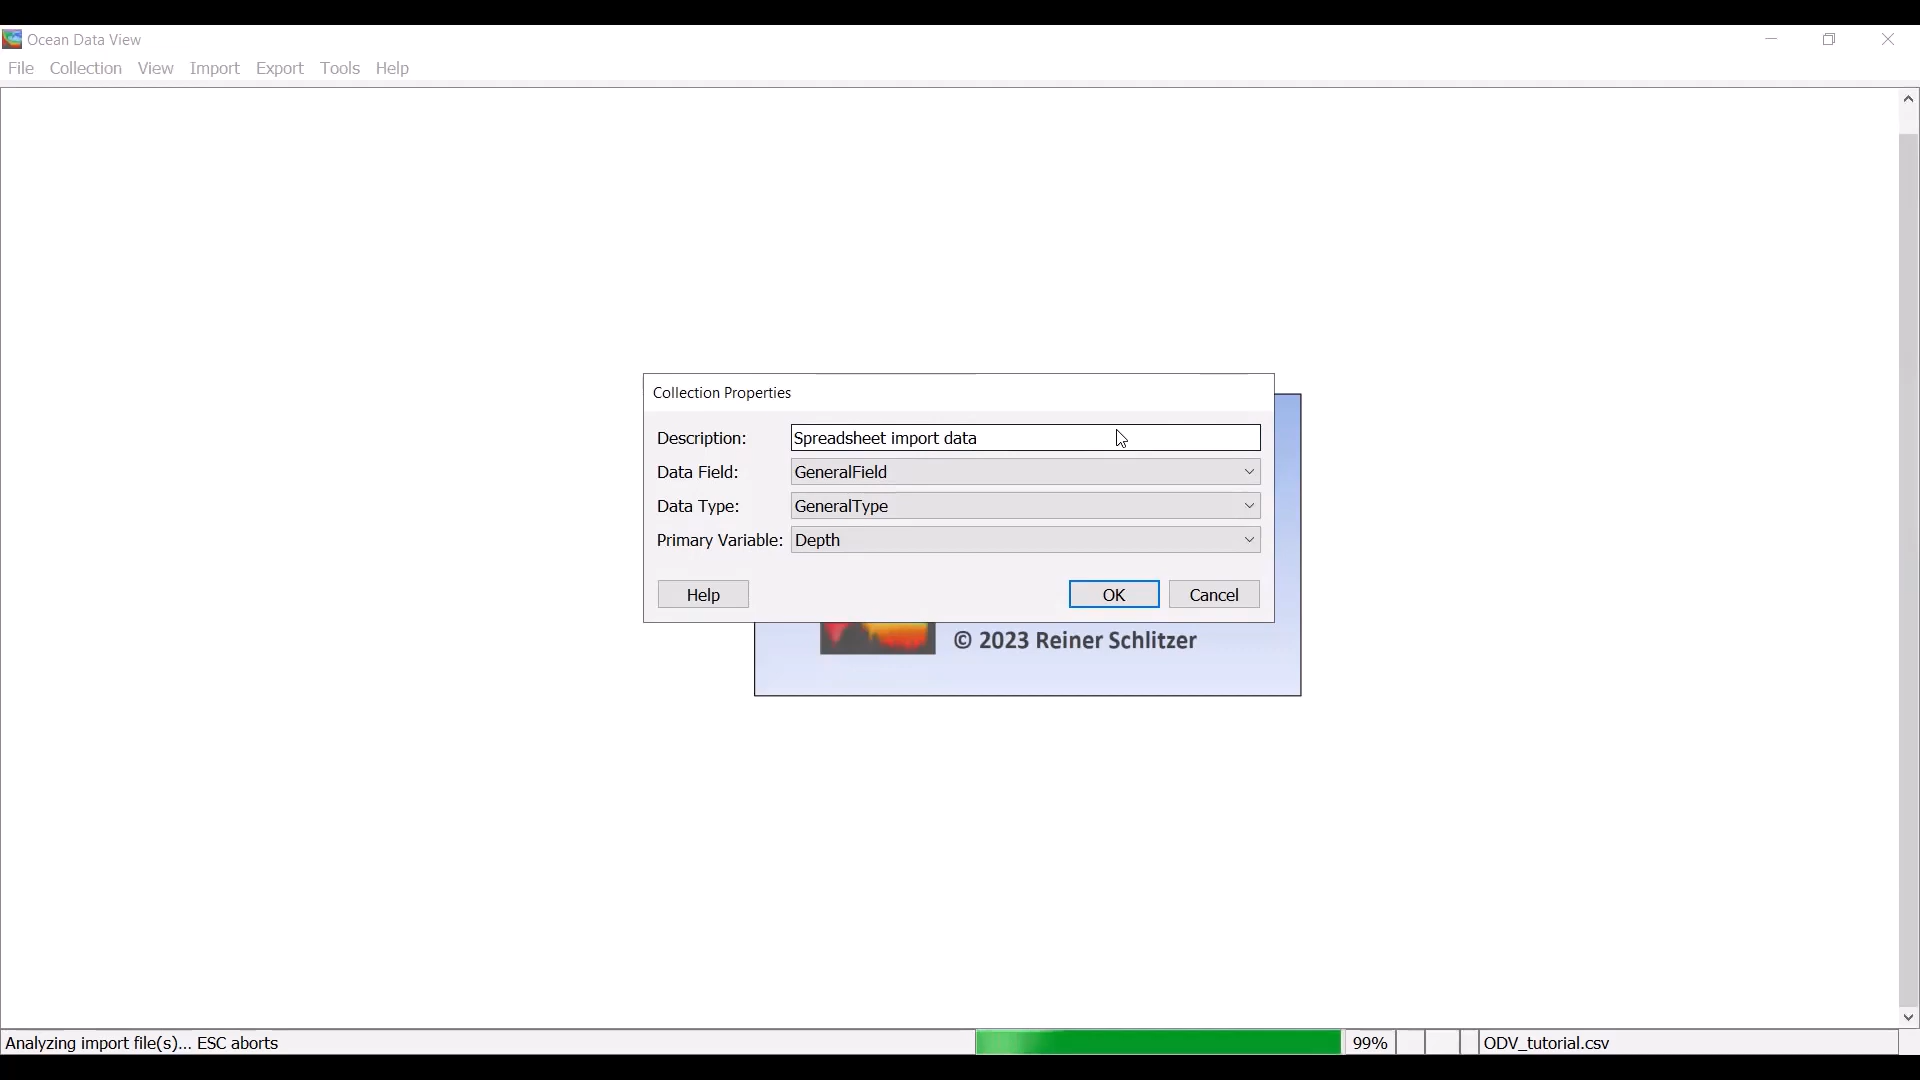 Ocean Data View
File Collection View Import Export Tools Help
Collection Properties
Description: Spreadsheet import data
Data Field: GeneralField
Data Type: GeneralType
Primary Variable: Depth
Help OK Cancel
© 2023 Reiner Schlitzer
Analyzing import file(s)... ESC aborts 99% ODV_tutorial.csv